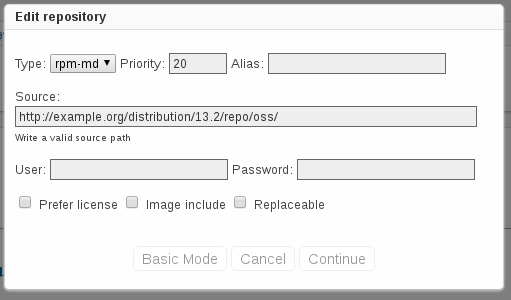 Edit repository
Type: rpm-md Priority: 20 Alias:
Source:
http://example.org/distribution/13.2/repo/oss/
Write a valid source path
User: Password:
Prefer license Image include Replaceable
Basic Mode Cancel Continue